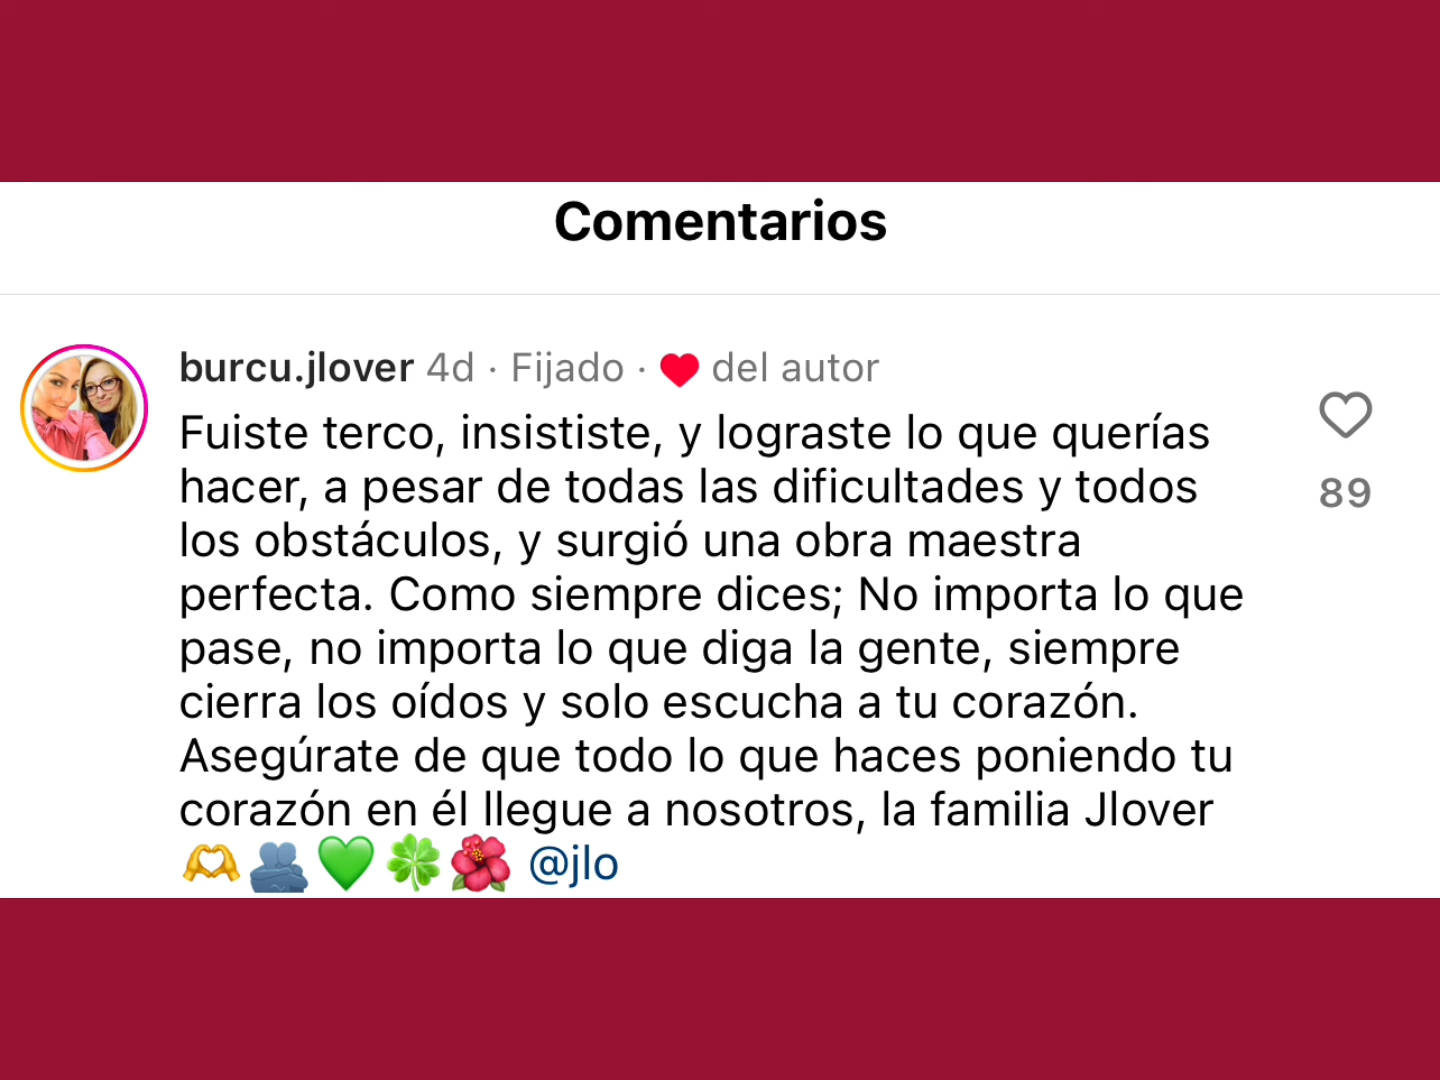 Comentarios
burcu.jlover 4d · Fijado · ❤️ del autor
Fuiste terco, insististe, y lograste lo que querías
hacer, a pesar de todas las dificultades y todos
los obstáculos, y surgió una obra maestra
perfecta. Como siempre dices; No importa lo que
pase, no importa lo que diga la gente, siempre
cierra los oídos y solo escucha a tu corazón.
Asegúrate de que todo lo que haces poniendo tu
corazón en él llegue a nosotros, la familia Jlover
🫶🫂💚🍀🌺 @jlo
89